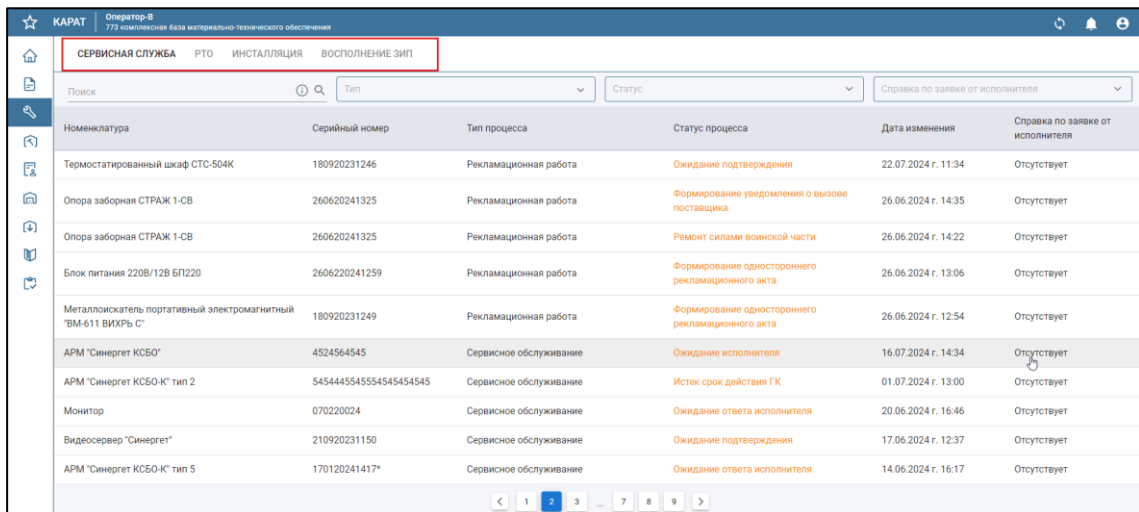 КАРАТ
Оператор-В
773 комплексная база материально-технического обеспечения
СЕРВИСНАЯ СЛУЖБА РТО ИНСТАЛЛЯЦИЯ ВОСПОЛНЕНИЕ ЗИП
Поиск Тип Статус Справка по заявке от исполнителя
Номенклатура Серийный номер Тип процесса Статус процесса Дата изменения Справка по заявке от
исполнителя
Термостатированный шкаф СТС-504К 180920231246 Рекламационная работа Ожидание подтверждения 22.07.2024 г. 11:34 Отсутствует
Опора заборная СТРАЖ 1-СВ 260620241325 Рекламационная работа Формирование уведомления о вызове
поставщика 26.06.2024 г. 14:35 Отсутствует
Опора заборная СТРАЖ 1-СВ 260620241325 Рекламационная работа Ремонт силами воинской части 26.06.2024 г. 14:22 Отсутствует
Блок питания 220В/12В БП220 2606220241259 Рекламационная работа Формирование одностороннего
рекламационного акта 26.06.2024 г. 13:06 Отсутствует
Металлоискатель портативный электромагнитный
"ВМ-611 ВИХРЬ С" 180920231249 Рекламационная работа Формирование одностороннего
рекламационного акта 26.06.2024 г. 12:54 Отсутствует
АРМ "Синергет КСБО" 4524564545 Сервисное обслуживание Ожидание исполнителя 16.07.2024 г. 14:34 Отсутствует
АРМ "Синергет КСБО-К" тип 2 5454445545554545454545 Сервисное обслуживание Истек срок действия ГК 01.07.2024 г. 13:00 Отсутствует
Монитор 070220024 Сервисное обслуживание Ожидание ответа исполнителя 20.06.2024 г. 16:46 Отсутствует
Видеосервер "Синергет" 210920231150 Сервисное обслуживание Ожидание подтверждения 17.06.2024 г. 12:37 Отсутствует
АРМ "Синергет КСБО-К" тип 5 170120241417* Сервисное обслуживание Ожидание ответа исполнителя 14.06.2024 г. 16:17 Отсутствует
1 2 3 ... 7 8 9